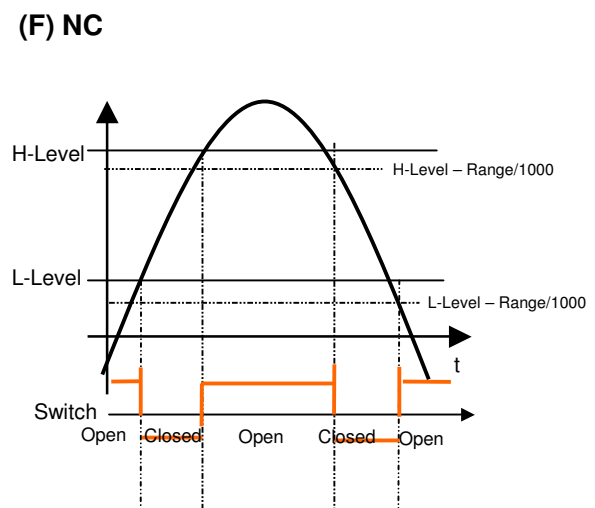 (F) NC
H-Level
H-Level – Range/1000
L-Level
L-Level – Range/1000
t
Switch
Open Closed Open Closed Open